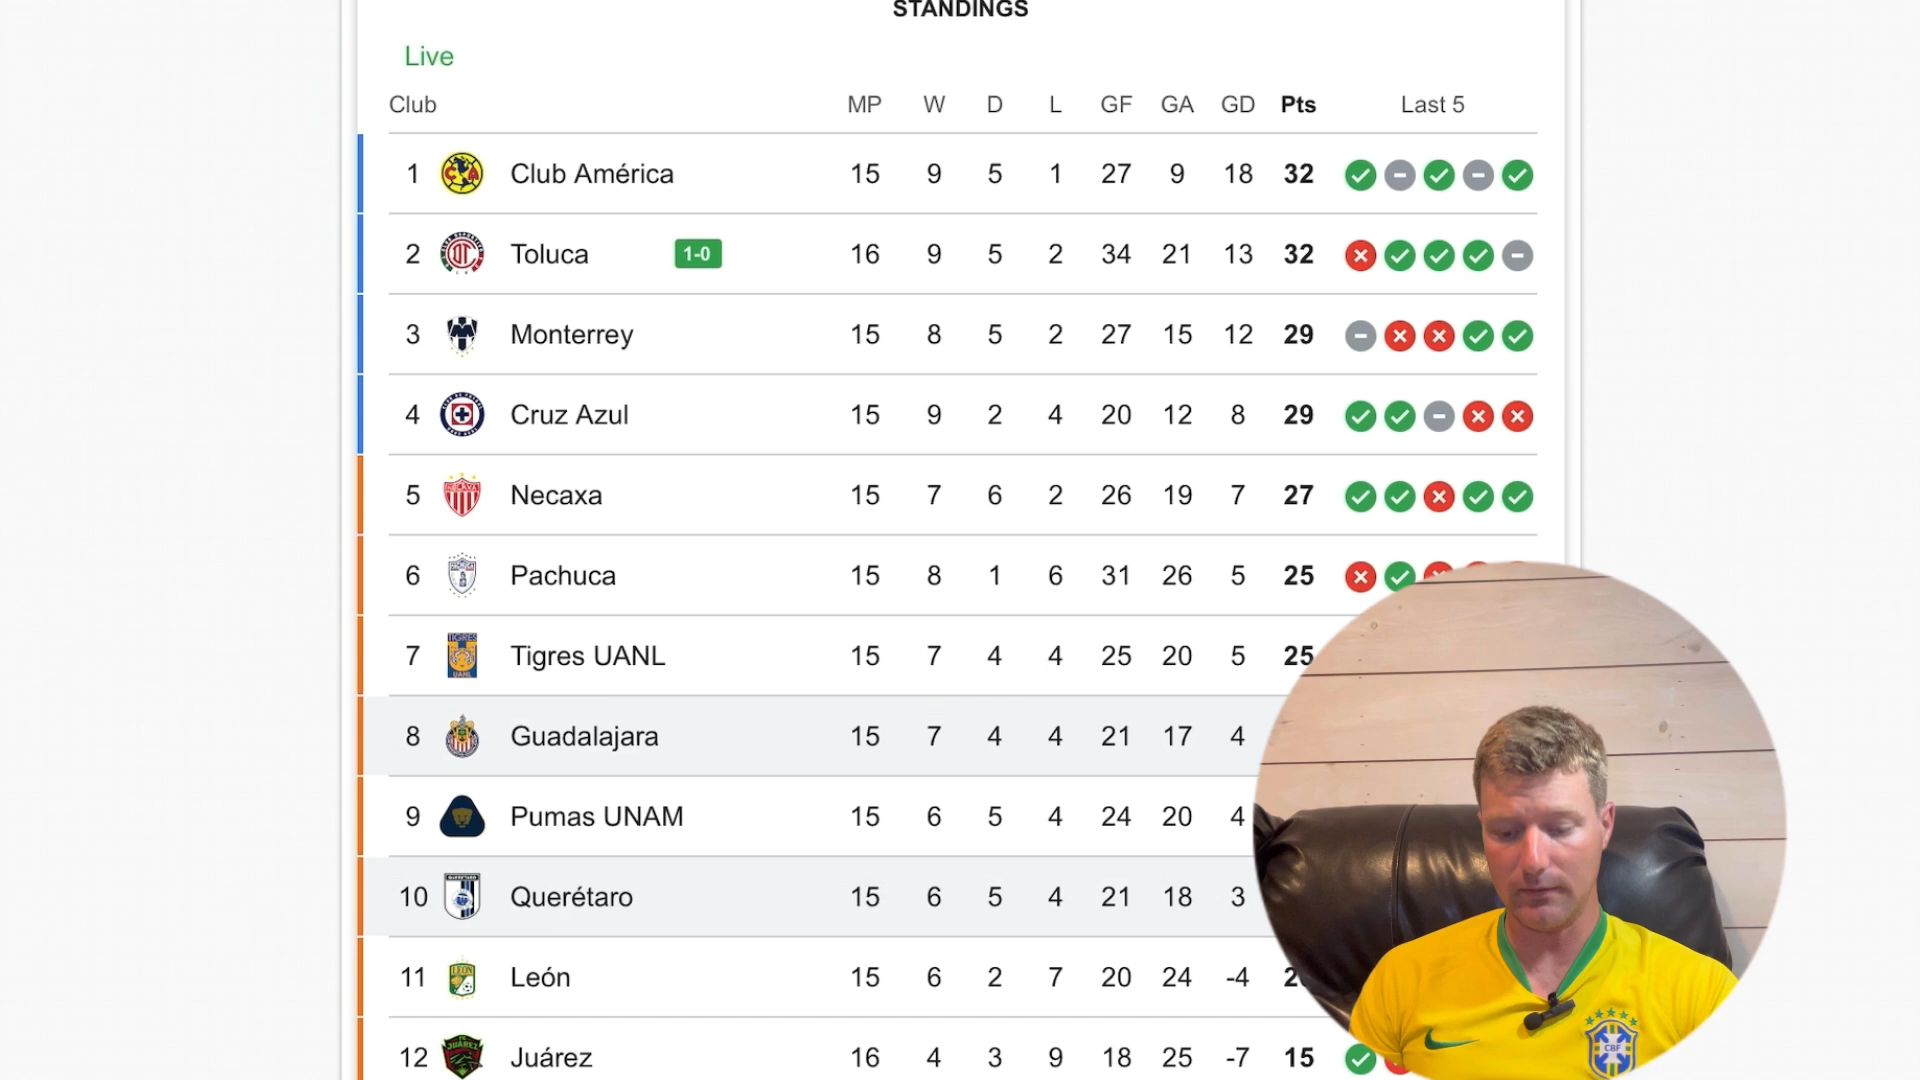 STANDINGS
Live
Club MP W D L GF GA GD Pts Last 5
1 Club América 15 9 5 1 27 9 18 32
2 Toluca 1-0 16 9 5 2 34 21 13 32
3 Monterrey 15 8 5 2 27 15 12 29
4 Cruz Azul 15 9 2 4 20 12 8 29
5 Necaxa 15 7 6 2 26 19 7 27
6 Pachuca 15 8 1 6 31 26 5 25
7 Tigres UANL 15 7 4 4 25 20 5 25
8 Guadalajara 15 7 4 4 21 17 4
9 Pumas UNAM 15 6 5 4 24 20 4
10 Querétaro 15 6 5 4 21 18 3
11 León 15 6 2 7 20 24 -4
12 Juárez 16 4 3 9 18 25 -7 15
CBF